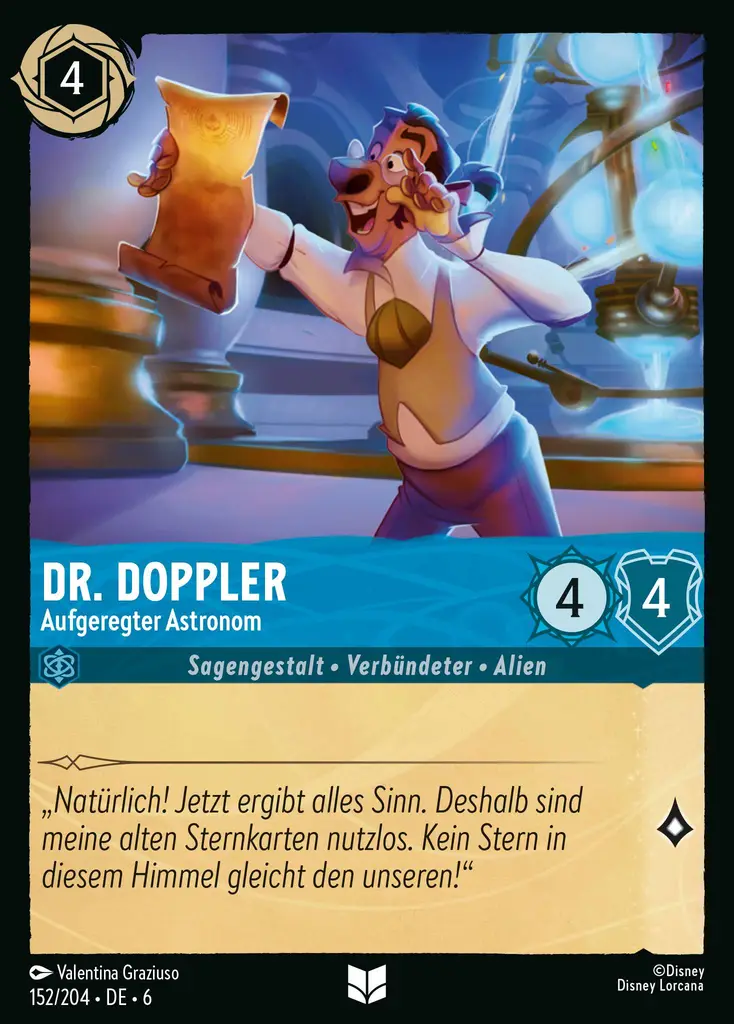 4
DR. DOPPLER
Aufgeregter Astronom
4
4
Sagengestalt • Verbündeter • Alien
„Natürlich! Jetzt ergibt alles Sinn. Deshalb sind
meine alten Sternkarten nutzlos. Kein Stern in
diesem Himmel gleicht den unseren!“
Valentina Graziuso
152/204 • DE • 6
©Disney
Disney Lorcana